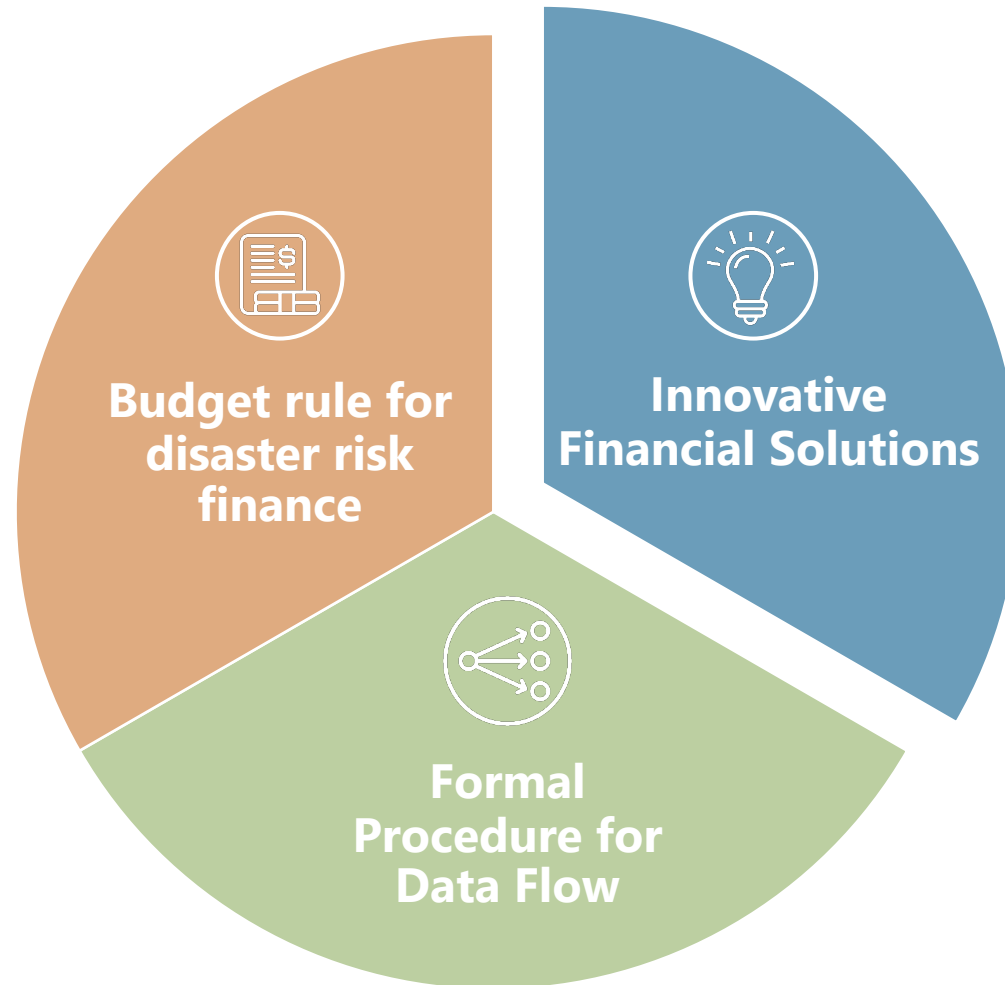 Budget rule for
disaster risk
finance
Innovative
Financial Solutions
Formal
Procedure for
Data Flow
$